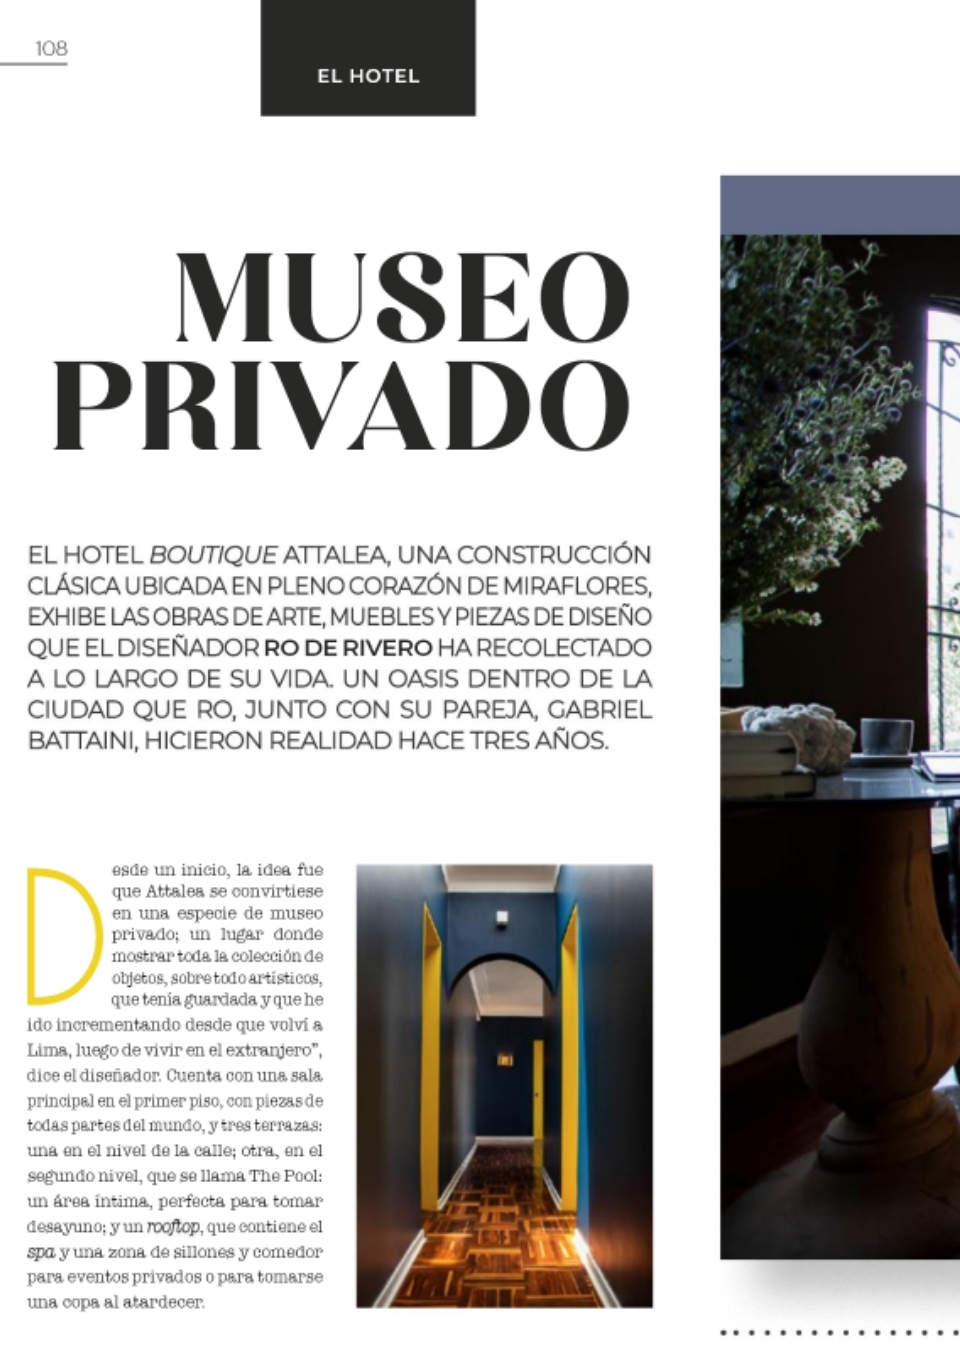 108
EL HOTEL
MUSEO
PRIVADO
EL HOTEL BOUTIQUE ATTALEA, UNA CONSTRUCCIÓN
CLÁSICA UBICADA EN PLENO CORAZÓN DE MIRAFLORES,
EXHIBE LAS OBRAS DE ARTE, MUEBLES Y PIEZAS DE DISEÑO
QUE EL DISEÑADOR RO DE RIVERO HA RECOLECTADO
A LO LARGO DE SU VIDA. UN OASIS DENTRO DE LA
CIUDAD QUE RO, JUNTO CON SU PAREJA, GABRIEL
BATTAINI, HICIERON REALIDAD HACE TRES AÑOS.
Desde un inicio, la idea fue
que Attalea se convirtiese
en una especie de museo
privado; un lugar donde
mostrar toda la colección de
objetos, sobre todo artísticos,
que tenía guardada y que he
ido incrementando desde que volví a
Lima, luego de vivir en el extranjero”,
dice el diseñador. Cuenta con una sala
principal en el primer piso, con piezas de
todas partes del mundo, y tres terrazas:
una en el nivel de la calle; otra, en el
segundo nivel, que se llama The Pool:
un área íntima, perfecta para tomar
desayuno; y un rooftop, que contiene el
spa y una zona de sillones y comedor
para eventos privados o para tomarse
una copa al atardecer.